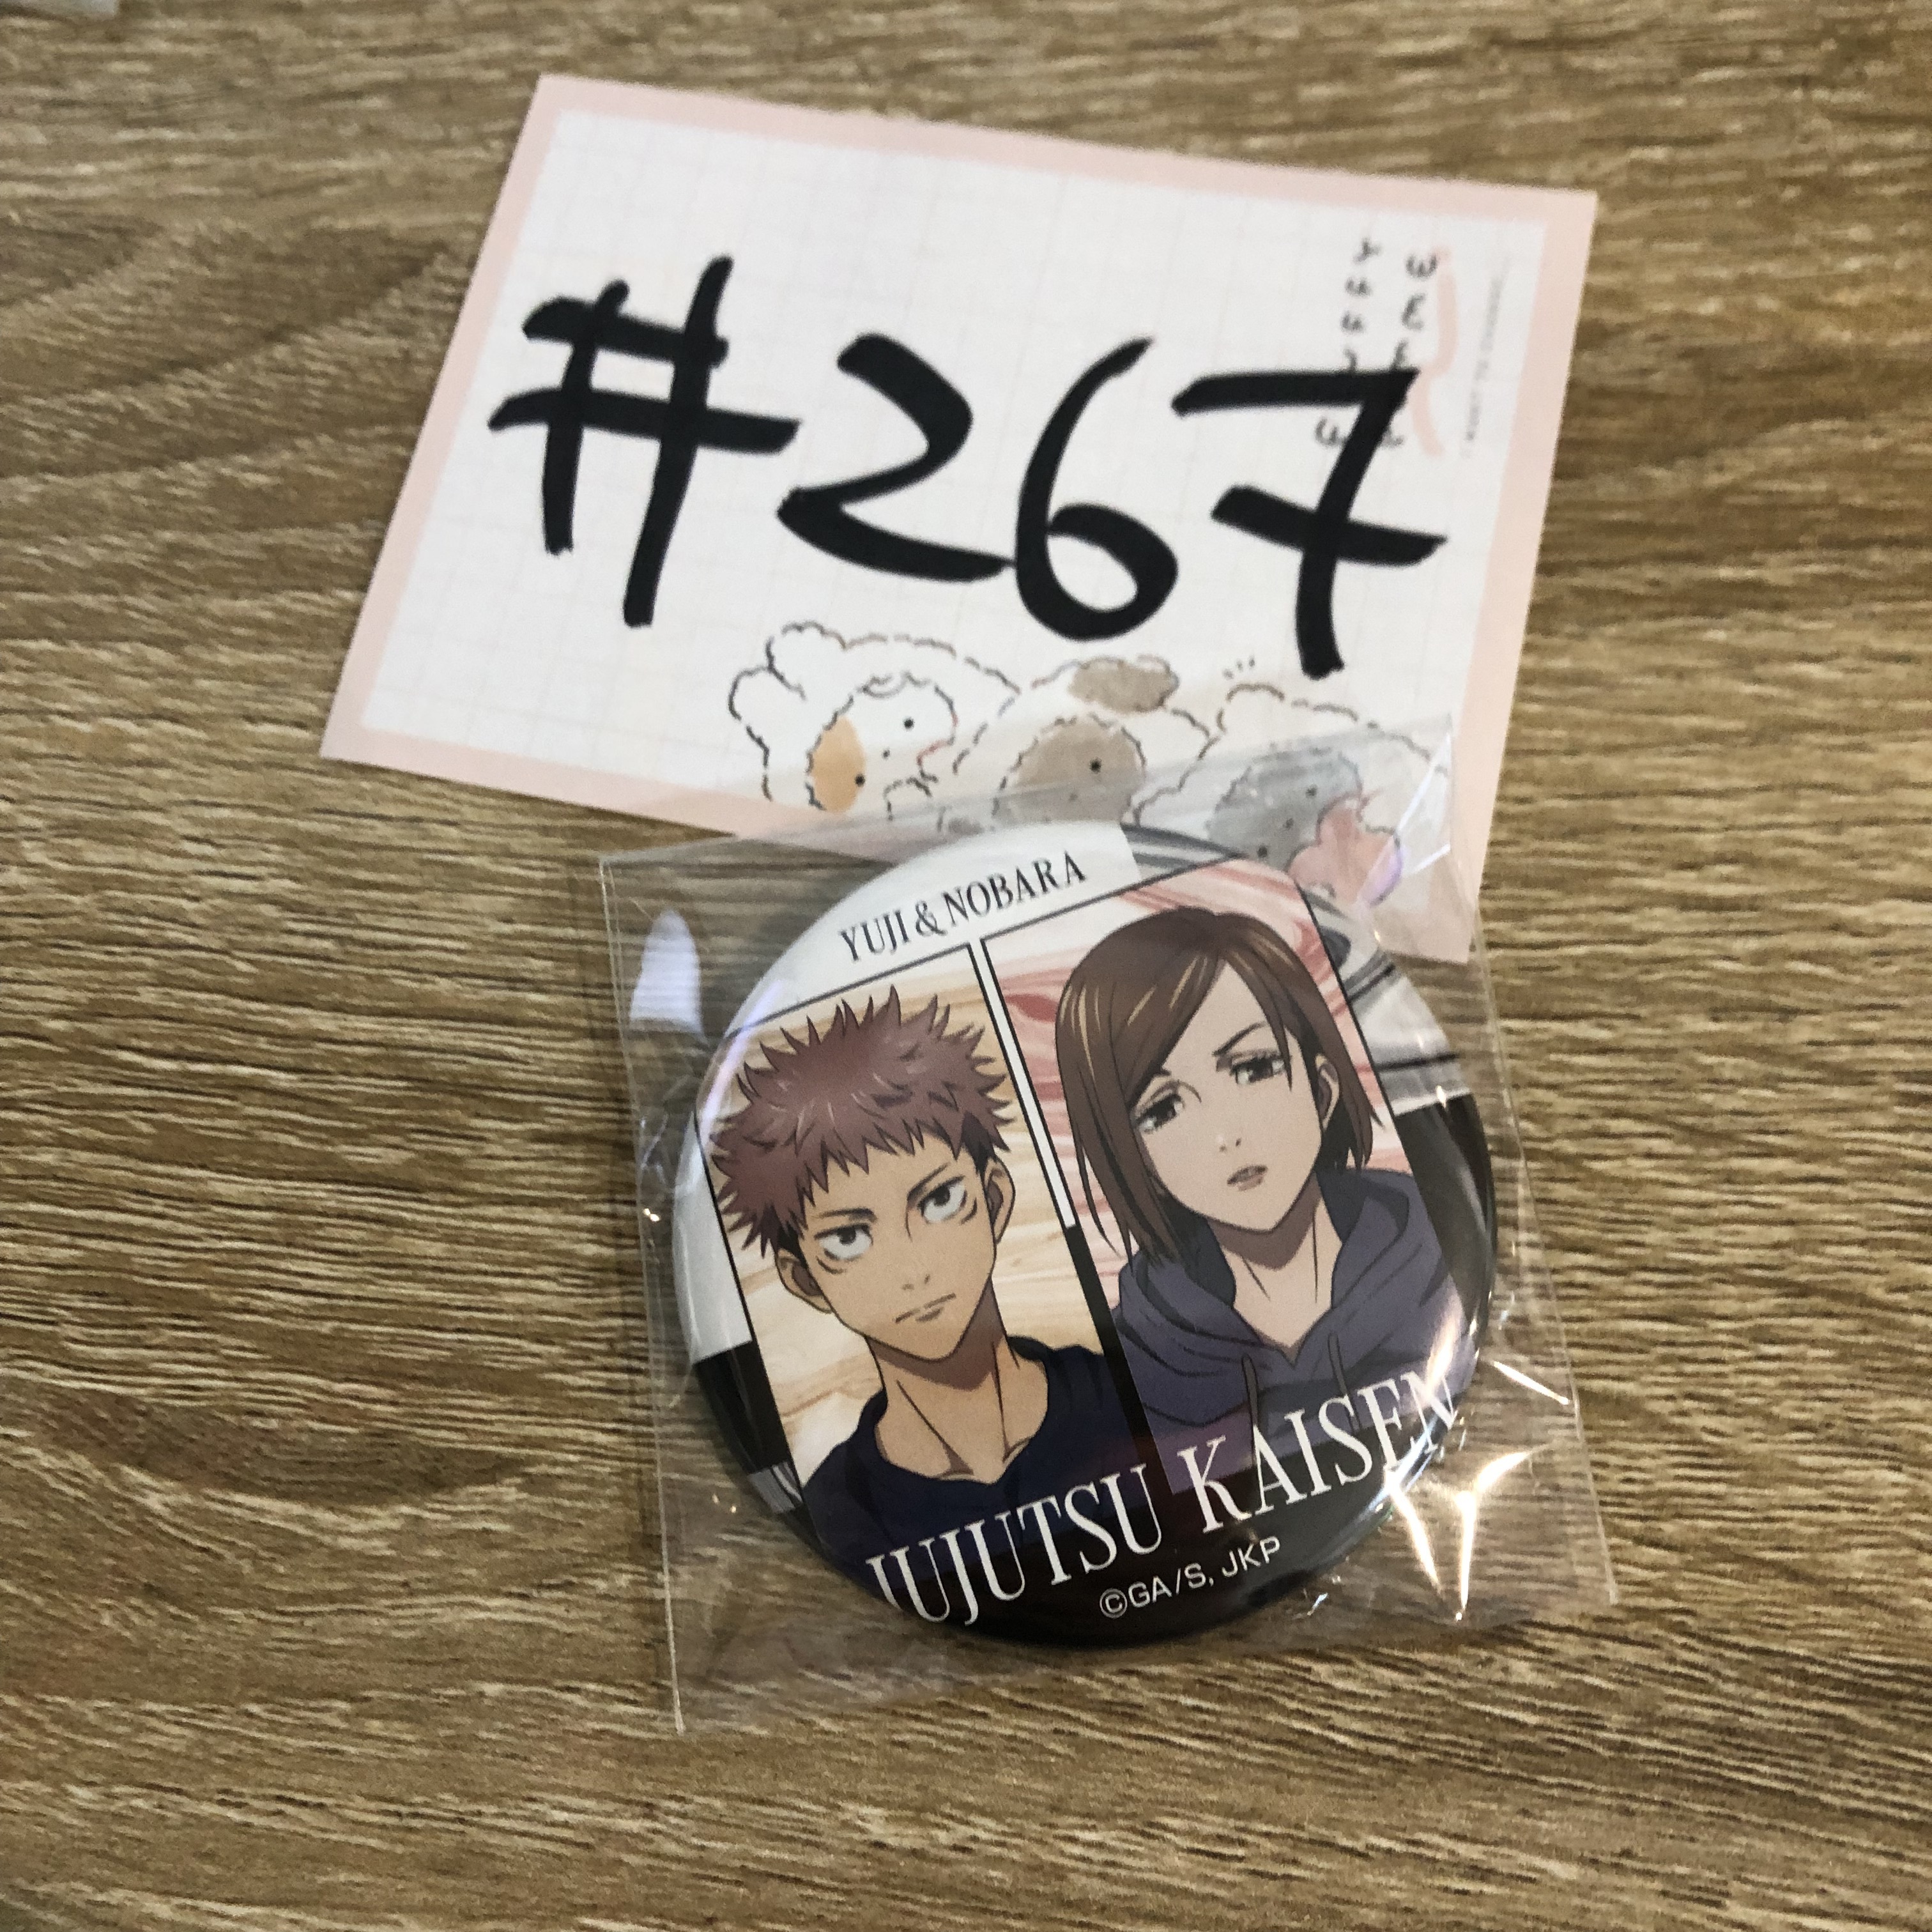 #267
YUJI & NOBARA
JUJUTSU KAISEN
©GA/S, JKP